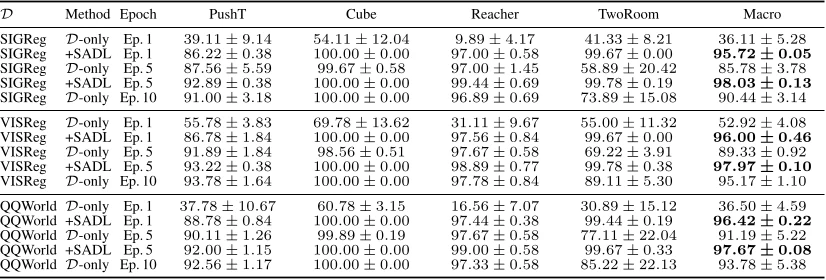 𝒟 Method Epoch PushT Cube Reacher TwoRoom Macro
SIGReg 𝒟-only Ep. 1 39.11 ± 9.14 54.11 ± 12.04 9.89 ± 4.17 41.33 ± 8.21 36.11 ± 5.28
SIGReg +SADL Ep. 1 86.22 ± 0.38 100.00 ± 0.00 97.00 ± 0.58 99.67 ± 0.00 95.72 ± 0.05
SIGReg 𝒟-only Ep. 5 87.56 ± 5.59 99.67 ± 0.58 97.00 ± 1.45 58.89 ± 20.42 85.78 ± 3.78
SIGReg +SADL Ep. 5 92.89 ± 0.38 100.00 ± 0.00 99.44 ± 0.69 99.78 ± 0.19 98.03 ± 0.13
SIGReg 𝒟-only Ep. 10 91.00 ± 3.18 100.00 ± 0.00 96.89 ± 0.69 73.89 ± 15.08 90.44 ± 3.14
VISReg 𝒟-only Ep. 1 55.78 ± 3.83 69.78 ± 13.62 31.11 ± 9.67 55.00 ± 11.32 52.92 ± 4.08
VISReg +SADL Ep. 1 86.78 ± 1.84 100.00 ± 0.00 97.56 ± 0.84 99.67 ± 0.00 96.00 ± 0.46
VISReg 𝒟-only Ep. 5 91.89 ± 1.84 98.56 ± 0.51 97.67 ± 0.58 69.22 ± 3.91 89.33 ± 0.92
VISReg +SADL Ep. 5 93.22 ± 0.38 100.00 ± 0.00 98.89 ± 0.77 99.78 ± 0.38 97.97 ± 0.10
VISReg 𝒟-only Ep. 10 93.78 ± 1.64 100.00 ± 0.00 97.78 ± 0.84 89.11 ± 5.30 95.17 ± 1.10
QQWorld 𝒟-only Ep. 1 37.78 ± 10.67 60.78 ± 3.15 16.56 ± 7.07 30.89 ± 15.12 36.50 ± 4.59
QQWorld +SADL Ep. 1 88.78 ± 0.84 100.00 ± 0.00 97.44 ± 0.38 99.44 ± 0.19 96.42 ± 0.22
QQWorld 𝒟-only Ep. 5 90.11 ± 1.26 99.89 ± 0.19 97.67 ± 0.58 77.11 ± 22.04 91.19 ± 5.22
QQWorld +SADL Ep. 5 92.00 ± 1.15 100.00 ± 0.00 99.00 ± 0.58 99.67 ± 0.33 97.67 ± 0.08
QQWorld 𝒟-only Ep. 10 92.56 ± 1.17 100.00 ± 0.00 97.33 ± 0.58 85.22 ± 22.13 93.78 ± 5.38